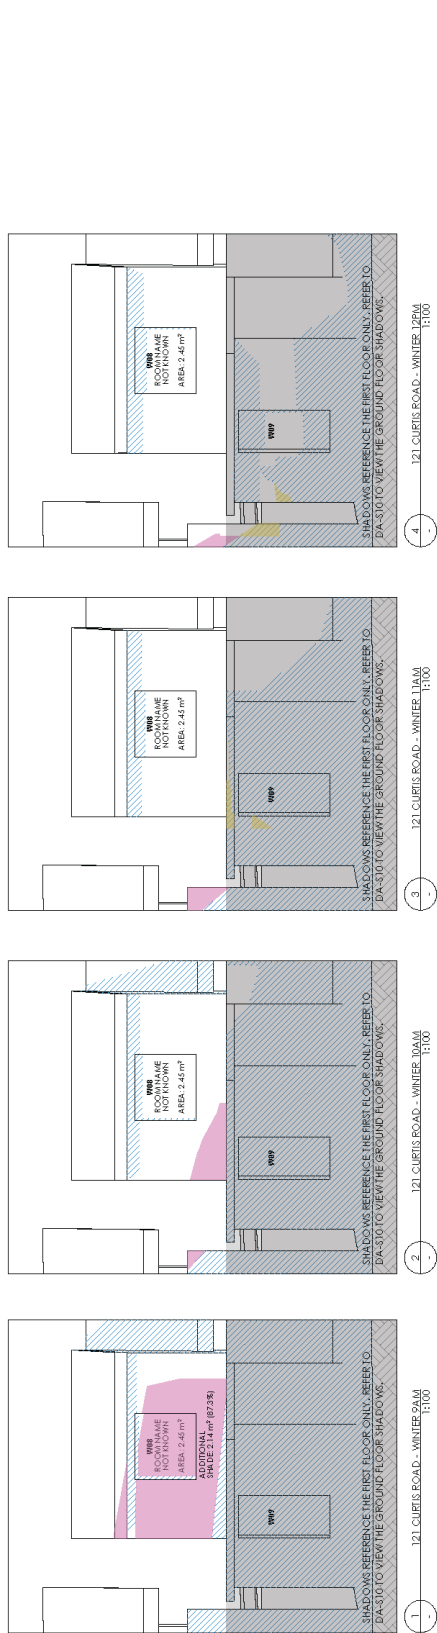 W08
ROOM NAME
NOT KNOWN
AREA: 2.45 m²
ADDITIONAL
SHADE: 2.14 m² (87.3%)
W09
SHADOWS REFERENCE THE FIRST FLOOR ONLY. REFER TO
DA-S10 TO VIEW THE GROUND FLOOR SHADOWS.
1
-
121 CURTIS ROAD - WINTER 9AM
1:100
W08
ROOM NAME
NOT KNOWN
AREA: 2.45 m²
W09
SHADOWS REFERENCE THE FIRST FLOOR ONLY. REFER TO
DA-S10 TO VIEW THE GROUND FLOOR SHADOWS.
2
-
121 CURTIS ROAD - WINTER 10AM
1:100
W08
ROOM NAME
NOT KNOWN
AREA: 2.45 m²
W09
SHADOWS REFERENCE THE FIRST FLOOR ONLY. REFER TO
DA-S10 TO VIEW THE GROUND FLOOR SHADOWS.
3
-
121 CURTIS ROAD - WINTER 11AM
1:100
W08
ROOM NAME
NOT KNOWN
AREA: 2.45 m²
W09
SHADOWS REFERENCE THE FIRST FLOOR ONLY. REFER TO
DA-S10 TO VIEW THE GROUND FLOOR SHADOWS.
4
-
121 CURTIS ROAD - WINTER 12PM
1:100